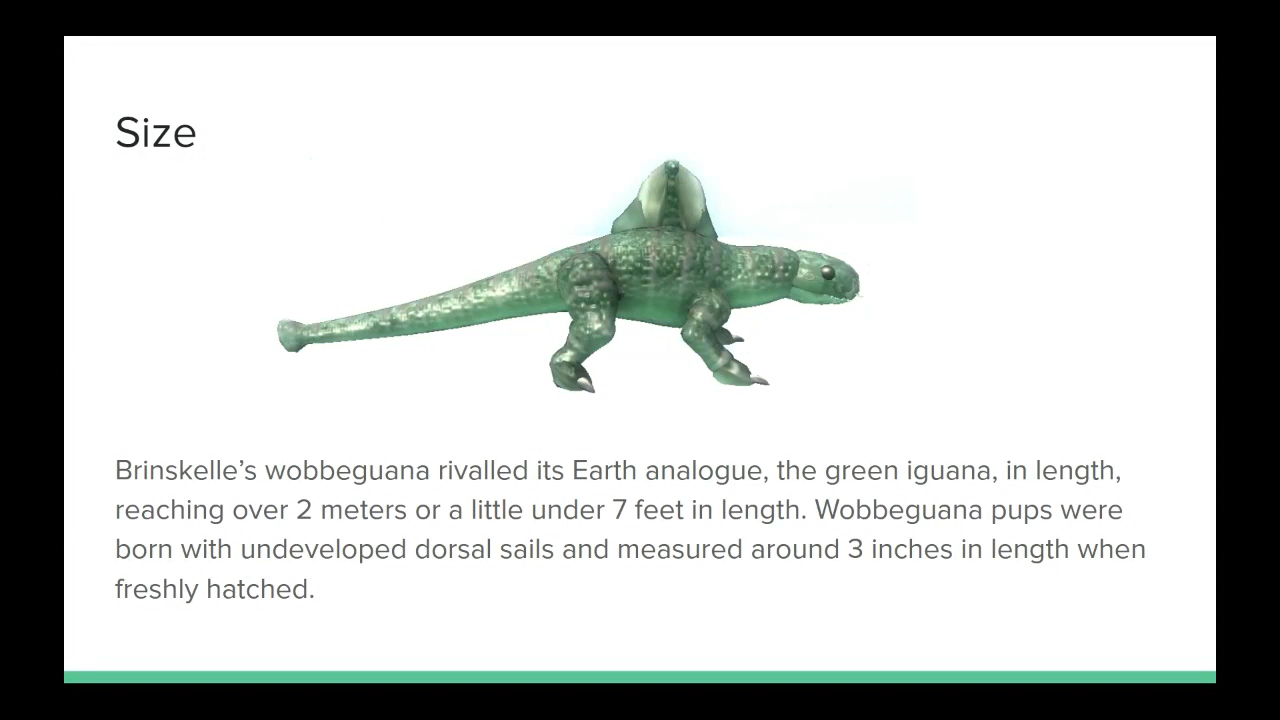 Size
Brinskelle’s wobbeguana rivalled its Earth analogue, the green iguana, in length,
reaching over 2 meters or a little under 7 feet in length. Wobbeguana pups were
born with undeveloped dorsal sails and measured around 3 inches in length when
freshly hatched.